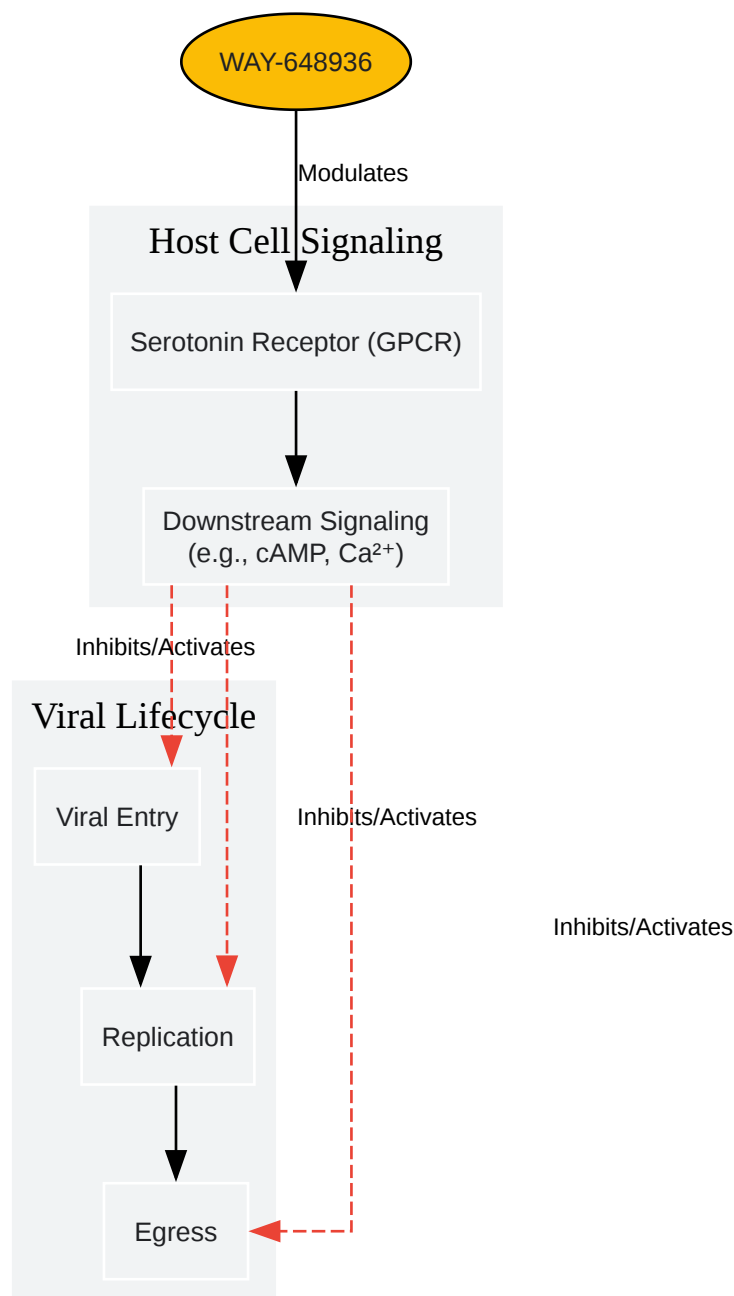 WAY-648936
Modulates
Host Cell Signaling
Serotonin Receptor (GPCR)
Downstream Signaling
(e.g., cAMP, Ca²⁺)
Inhibits/Activates
Viral Lifecycle
Viral Entry
Inhibits/Activates
Inhibits/Activates
Replication
Egress